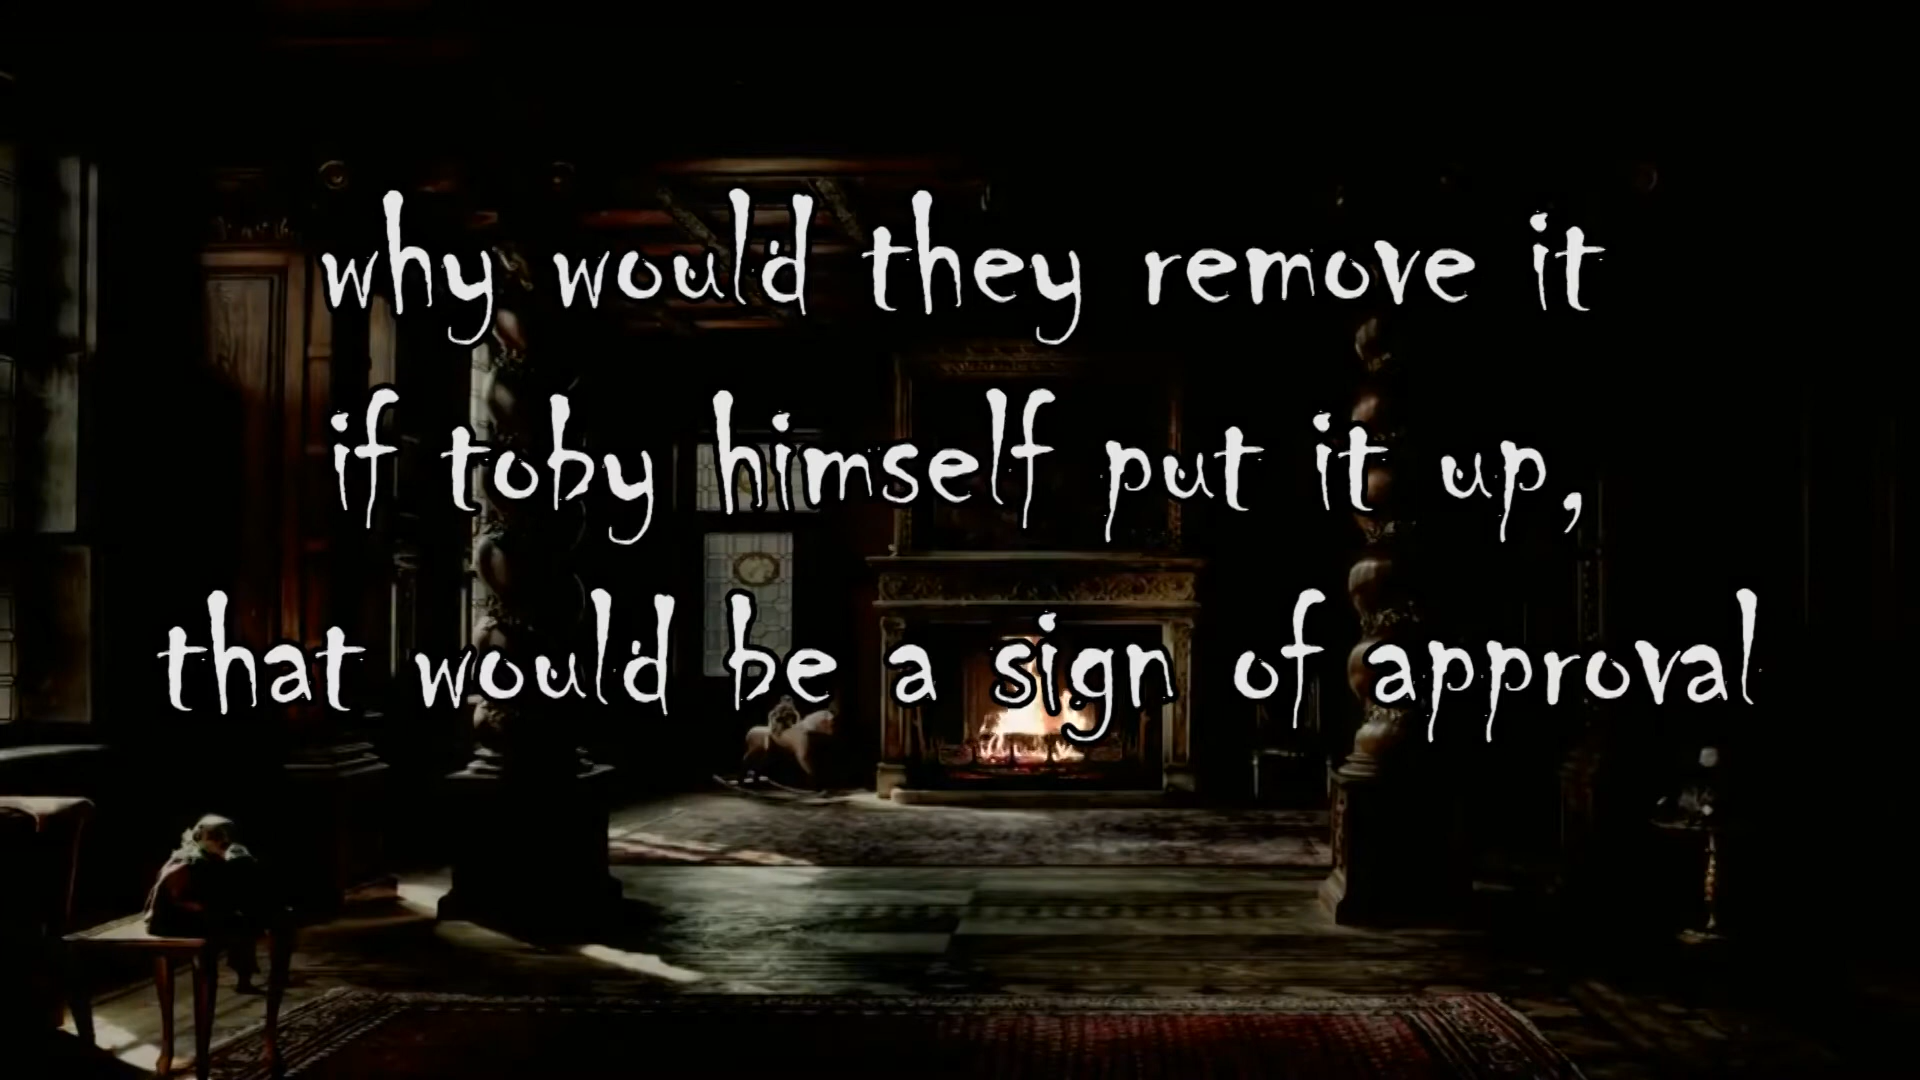 why would they remove it
if toby himself put it up,
that would be a sign of approval